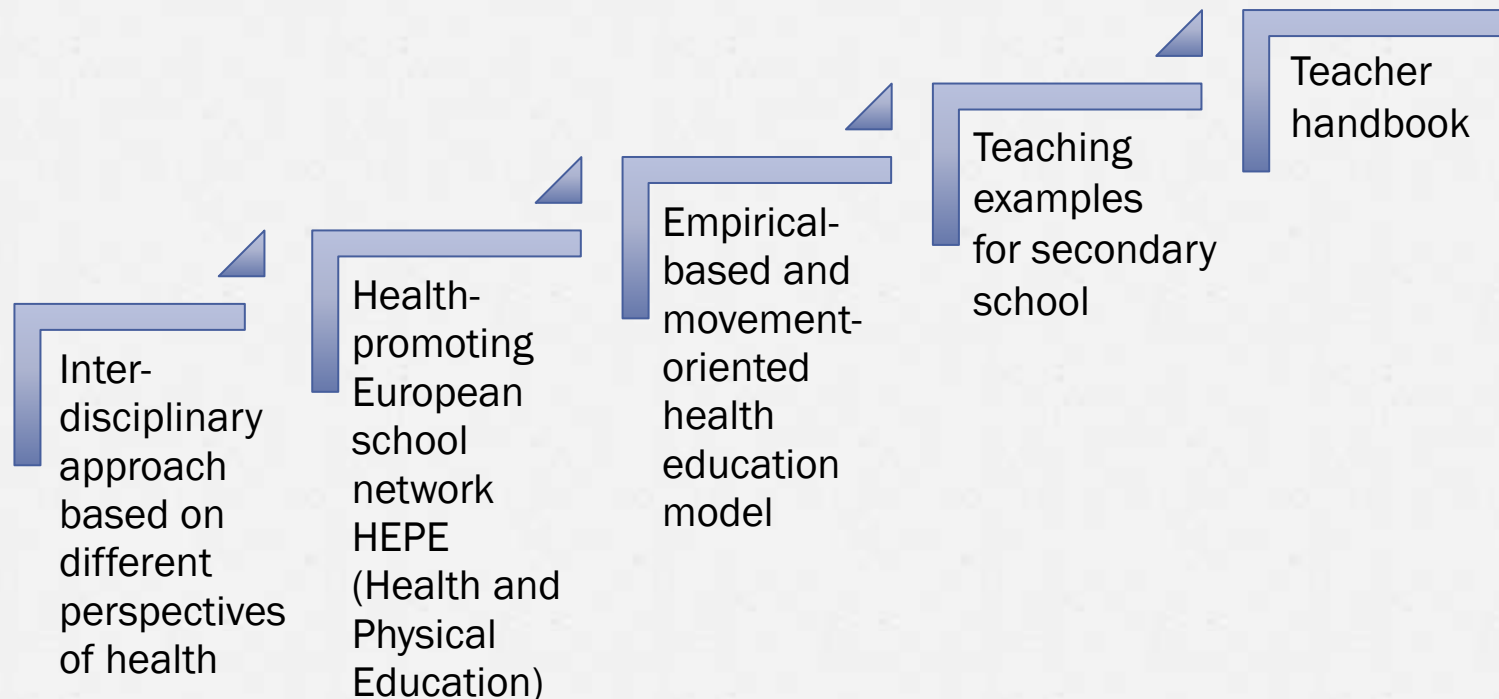 Inter-
disciplinary
approach
based on
different
perspectives
of health
Health-
promoting
European
school
network
HEPE
(Health and
Physical
Education)
Empirical-
based and
movement-
oriented
health
education
model
Teaching
examples
for secondary
school
Teacher
handbook